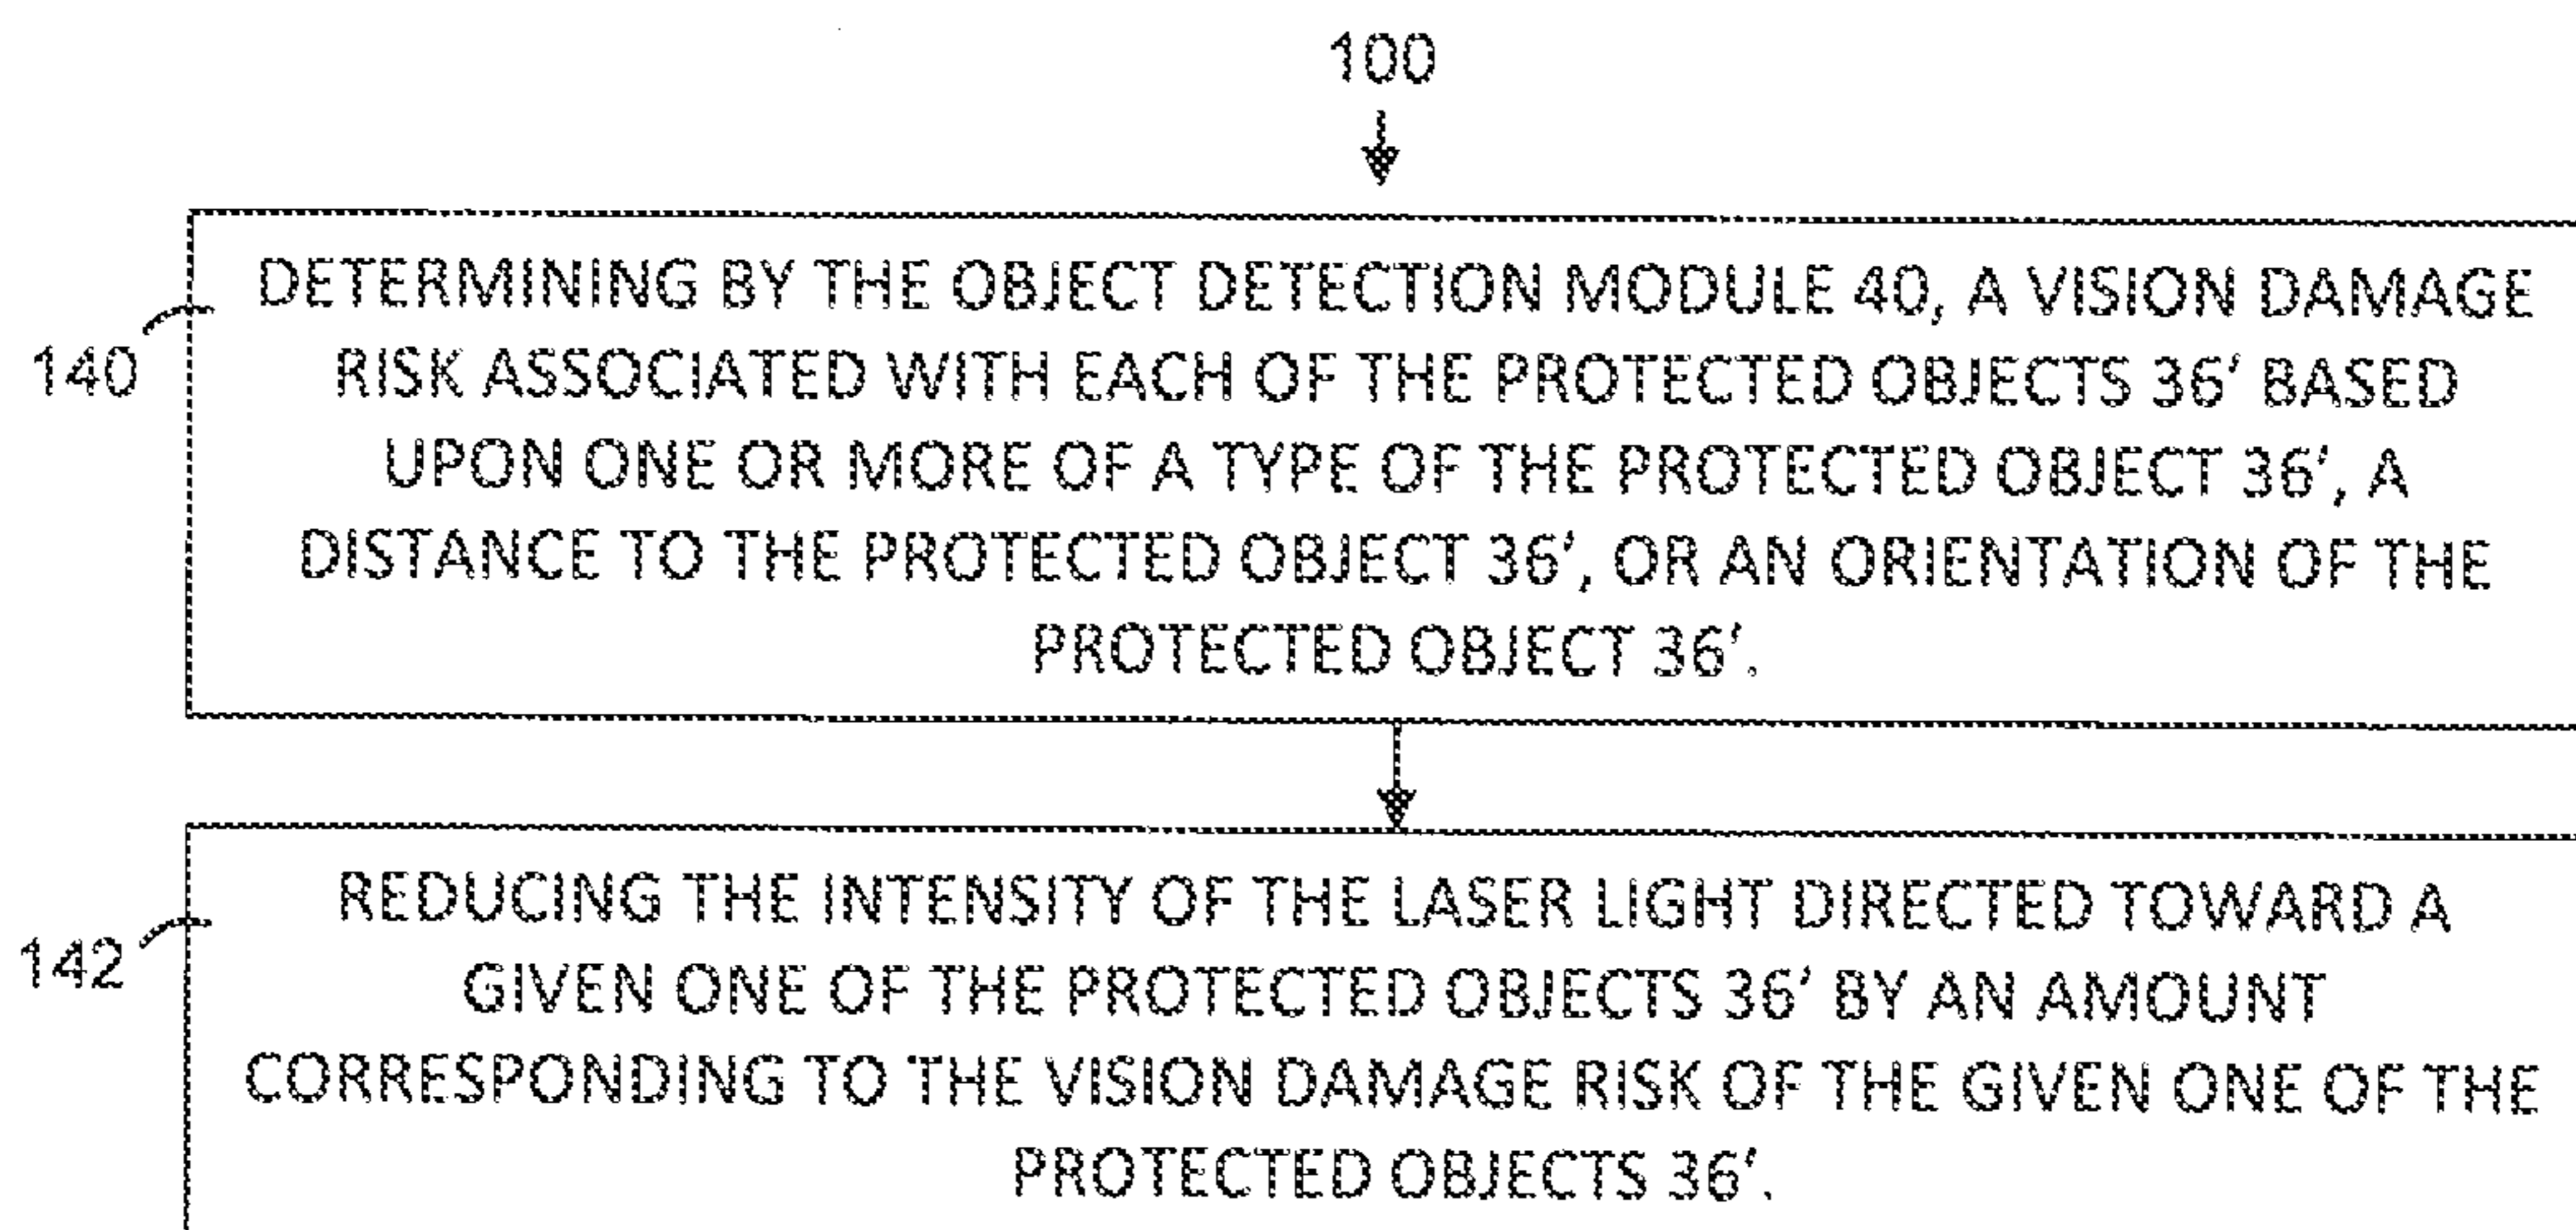 100
DETERMINING BY THE OBJECT DETECTION MODULE 40, A VISION DAMAGE
RISK ASSOCIATED WITH EACH OF THE PROTECTED OBJECTS 36' BASED
140
UPON ONE OR MORE OF A TYPE OF THE PROTECTED OBJECT 36', A
DISTANCE TO THE PROTECTED OBJECT 36', OR AN ORIENTATION OF THE
PROTECTED OBJECT 36'.
REDUCING THE INTENSITY OF THE LASER LIGHT DIRECTED TOWARD A
142
GIVEN ONE OF THE PROTECTED OBJECTS 36' BY AN AMOUNT
CORRESPONDING TO THE VISION DAMAGE RISK OF THE GIVEN ONE OF THE
PROTECTED OBJECTS 36'.